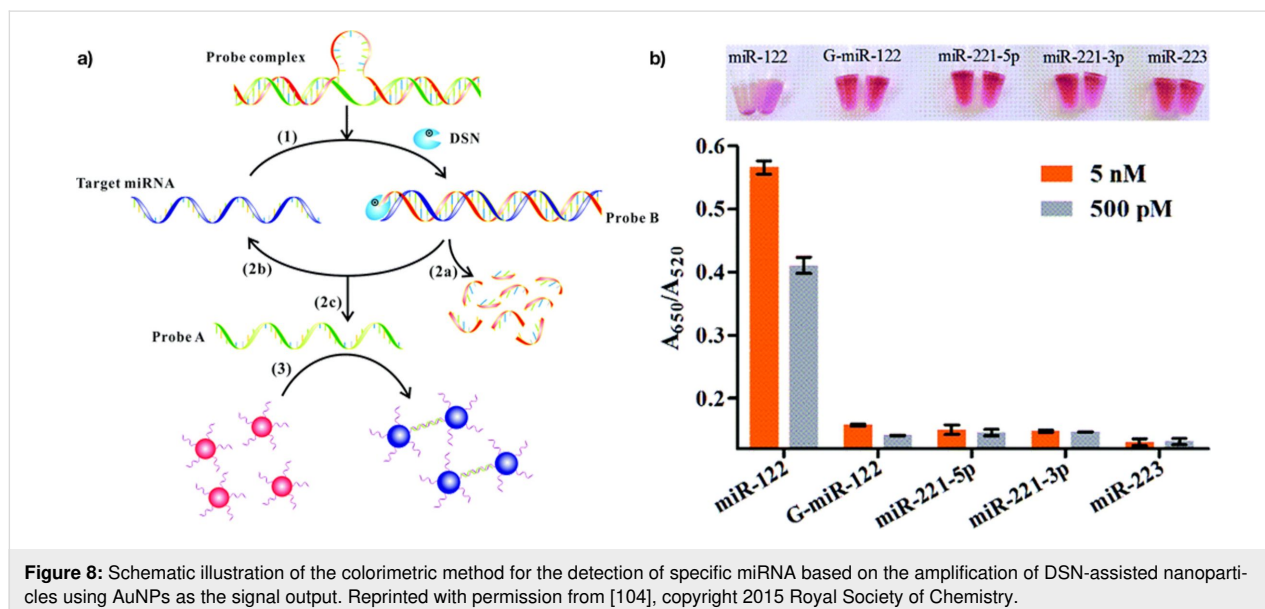 a)
Probe complex
(1)
DSN
Target miRNA
Probe B
(2b)
(2a)
(2c)
Probe A
(3)
b)
miR-122 G-miR-122 miR-221-5p miR-221-3p miR-223
0.6
0.5
0.4
0.3
0.2
A650/A520
5 nM
500 pM
miR-122
G-miR-122
miR-221-5p
miR-221-3p
miR-223
Figure 8: Schematic illustration of the colorimetric method for the detection of specific miRNA based on the amplification of DSN-assisted nanoparti-
cles using AuNPs as the signal output. Reprinted with permission from [104], copyright 2015 Royal Society of Chemistry.